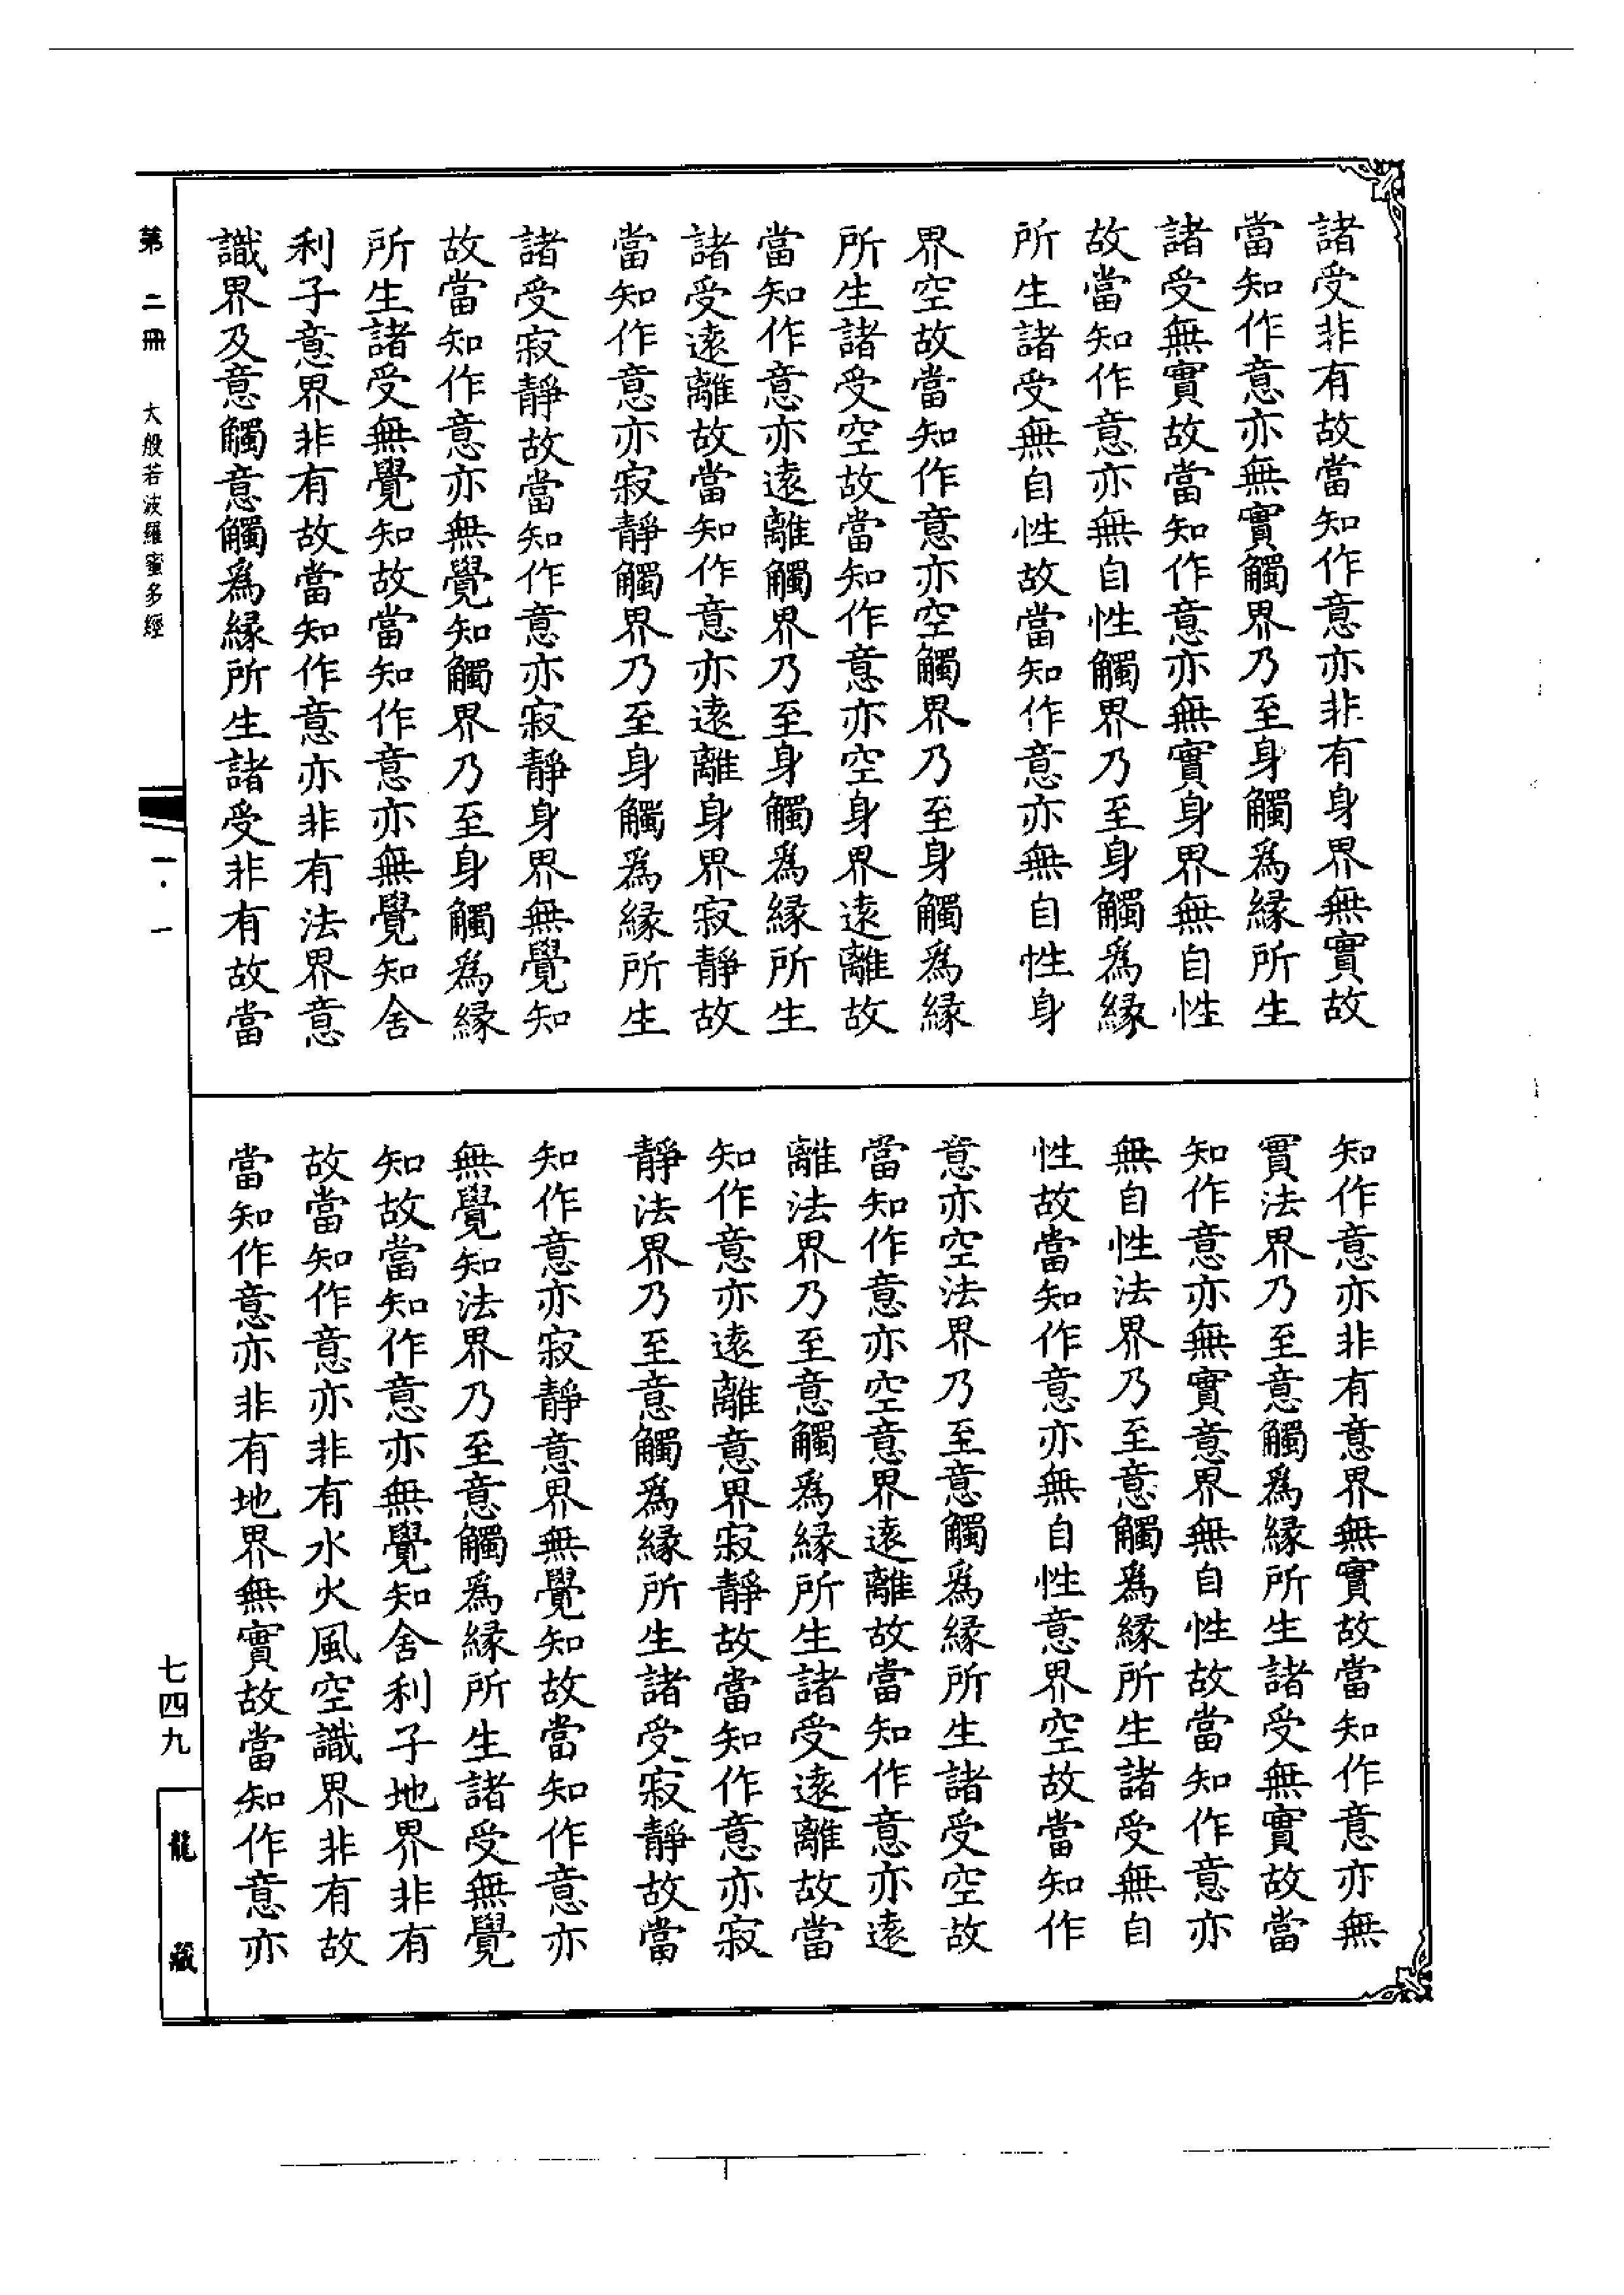 諸受非有故當知作意亦非有身界無實故
當知作意亦無實觸界乃至身觸為緣所生
諸受無實故當知作意亦無實身界無自性
故當知作意亦無自性觸界乃至身觸為緣
所生諸受無自性故當知作意亦無自性身
界空故當知作意亦空觸界乃至身觸為緣
所生諸受空故當知作意亦空身界遠離故
當知作意亦遠離觸界乃至身觸為緣所生
諸受遠離故當知作意亦遠離身界寂靜故
當知作意亦寂靜觸界乃至身觸為緣所生
諸受寂靜故當知作意亦寂靜身界無覺知
故當知作意亦無覺知觸界乃至身觸為緣
所生諸受無覺知故當知作意亦無覺知舍
利子意界非有故當知作意亦非有法界意
識界及意觸意觸為緣所生諸受非有故當
知作意亦非有意界無實故當知作意亦無
實法界乃至意觸為緣所生諸受無實故當
知作意亦無實意界無自性故當知作意亦
無自性法界乃至意觸為緣所生諸受無自
性故當知作意亦無自性意界空故當知作
意亦空法界乃至意觸為緣所生諸受空故
當知作意亦空意界遠離故當知作意亦遠
離法界乃至意觸為緣所生諸受遠離故當
知作意亦遠離意界寂靜故當知作意亦寂
靜法界乃至意觸為緣所生諸受寂靜故當
知作意亦寂靜意界無覺知故當知作意亦
無覺知法界乃至意觸為緣所生諸受無覺
知故當知作意亦無覺知舍利子地界非有
故當知作意亦非有水火風空識界非有故
當知作意亦非有地界無實故當知作意亦
第二冊 大般若波羅蜜多經
一·一
七四九
龍藏